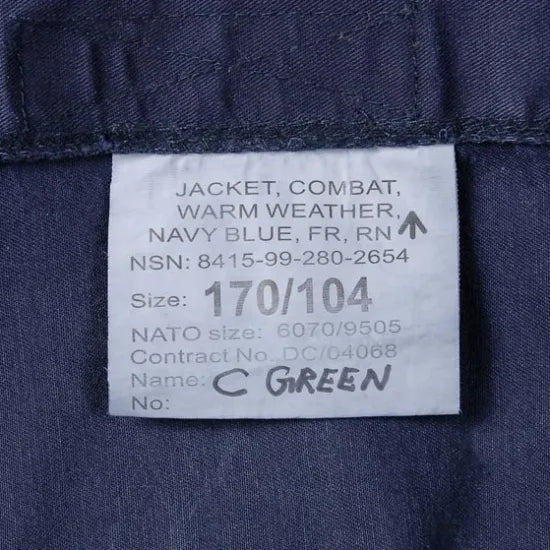 JACKET, COMBAT,
WARM WEATHER,
NAVY BLUE, FR, RN
NSN: 8415-99-280-2654
Size: 170/104
NATO size: 6070/9505
Contract No. DC/04068
Name: C GREEN
No: